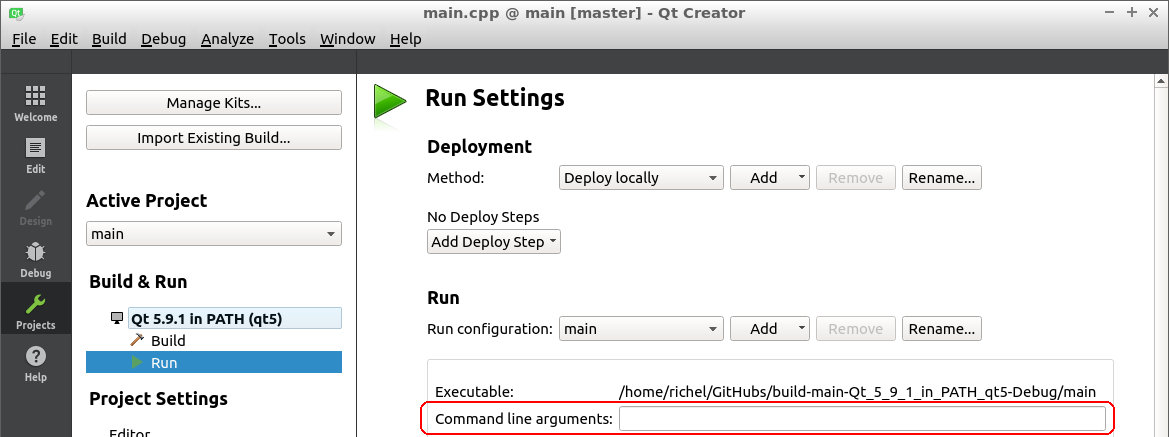 main.cpp @ main [master] - Qt Creator
File Edit Build Debug Analyze Tools Window Help
Welcome
Edit
Design
Debug
Projects
Help
Manage Kits...
Import Existing Build...
Active Project
main
Build & Run
Qt 5.9.1 in PATH (qt5)
Build
Run
Project Settings
Editor
Run Settings
Deployment
Method: Deploy locally Add Remove Rename...
No Deploy Steps
Add Deploy Step
Run
Run configuration: main Add Remove Rename...
Executable: /home/richel/GitHubs/build-main-Qt_5_9_1_in_PATH_qt5-Debug/main
Command line arguments: